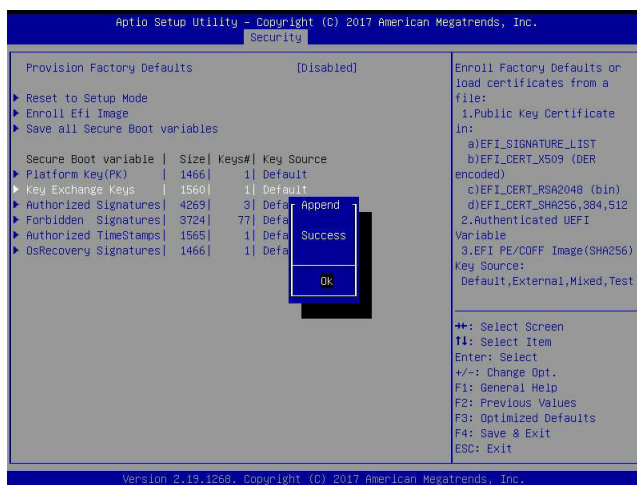 Aptio Setup Utility – Copyright (C) 2017 American Megatrends, Inc.
Security
Provision Factory Defaults [Disabled]
Reset to Setup Mode
Enroll Efi Image
Save all Secure Boot variables
Secure Boot variable | Size| Keys#| Key Source
Platform Key(PK) | 1466| 1| Default
Key Exchange Keys | 1560| 1| Default
Authorized Signatures| 4269| 3| Defa
Forbidden Signatures| 3724| 77| Defa
Authorized TimeStamps| 1565| 1| Defa
OsRecovery Signatures| 1466| 1| Defa
Append
Success
Ok
Enroll Factory Defaults or
load certificates from a
file:
1.Public Key Certificate
in:
a)EFI_SIGNATURE_LIST
b)EFI_CERT_X509 (DER
encoded)
c)EFI_CERT_RSA2048 (bin)
d)EFI_CERT_SHA256,384,512
2.Authenticated UEFI
Variable
3.EFI PE/COFF Image(SHA256)
Key Source:
Default,External,Mixed,Test
→←: Select Screen
↑↓: Select Item
Enter: Select
+/-: Change Opt.
F1: General Help
F2: Previous Values
F3: Optimized Defaults
F4: Save & Exit
ESC: Exit
Version 2.19.1268. Copyright (C) 2017 American Megatrends, Inc.